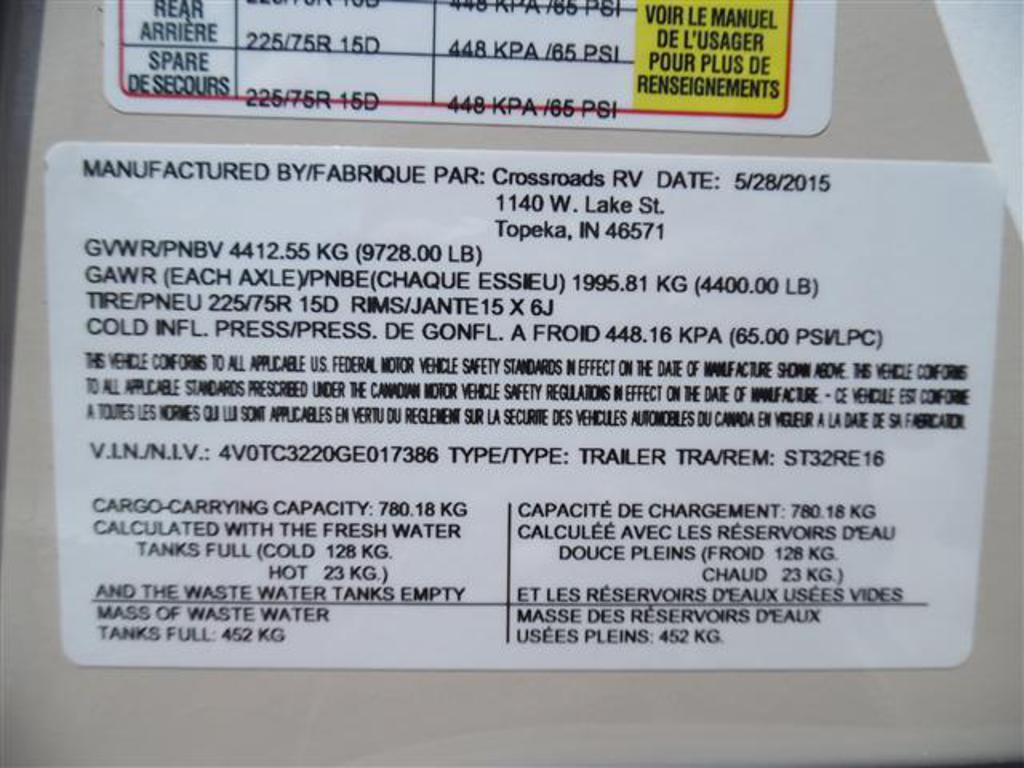 REAR 225/75R 15D 448 KPA /65 PSI
ARRIÈRE 225/75R 15D 448 KPA /65 PSI
SPARE
DE SECOURS 225/75R 15D 448 KPA /65 PSI
VOIR LE MANUEL
DE L'USAGER
POUR PLUS DE
RENSEIGNEMENTS
MANUFACTURED BY/FABRIQUE PAR: Crossroads RV DATE: 5/28/2015
1140 W. Lake St.
Topeka, IN 46571
GVWR/PNBV 4412.55 KG (9728.00 LB)
GAWR (EACH AXLE)/PNBE(CHAQUE ESSIEU) 1995.81 KG (4400.00 LB)
TIRE/PNEU 225/75R 15D RIMS/JANTE15 X 6J
COLD INFL. PRESS/PRESS. DE GONFL. A FROID 448.16 KPA (65.00 PSI/LPC)
THIS VEHICLE CONFORMS TO ALL APPLICABLE U.S. FEDERAL MOTOR VEHICLE SAFETY STANDARDS IN EFFECT ON THE DATE OF MANUFACTURE SHOWN ABOVE. THIS VEHICLE CONFORMS
TO ALL APPLICABLE STANDARDS PRESCRIBED UNDER THE CANADIAN MOTOR VEHICLE SAFETY REGULATIONS IN EFFECT ON THE DATE OF MANUFACTURE. - CE VEHICULE EST CONFORME
A TOUTES LES NORMES QUI LUI SONT APPLICABLES EN VERTU DU REGLEMENT SUR LA SECURITE DES VEHICULES AUTOMOBILES DU CANADA EN VIGUEUR A LA DATE DE SA FABRICATION.
V.I.N./N.I.V.: 4V0TC3220GE017386 TYPE/TYPE: TRAILER TRA/REM: ST32RE16
CARGO-CARRYING CAPACITY: 780.18 KG
CALCULATED WITH THE FRESH WATER
TANKS FULL (COLD 128 KG.
HOT 23 KG.)
AND THE WASTE WATER TANKS EMPTY
MASS OF WASTE WATER
TANKS FULL: 452 KG
CAPACITÉ DE CHARGEMENT: 780.18 KG
CALCULÉÉ AVEC LES RÉSERVOIRS D'EAU
DOUCE PLEINS (FROID 128 KG.
CHAUD 23 KG.)
ET LES RÉSERVOIRS D'EAUX USÉES VIDES
MASSE DES RÉSERVOIRS D'EAUX
USÉES PLEINS: 452 KG.